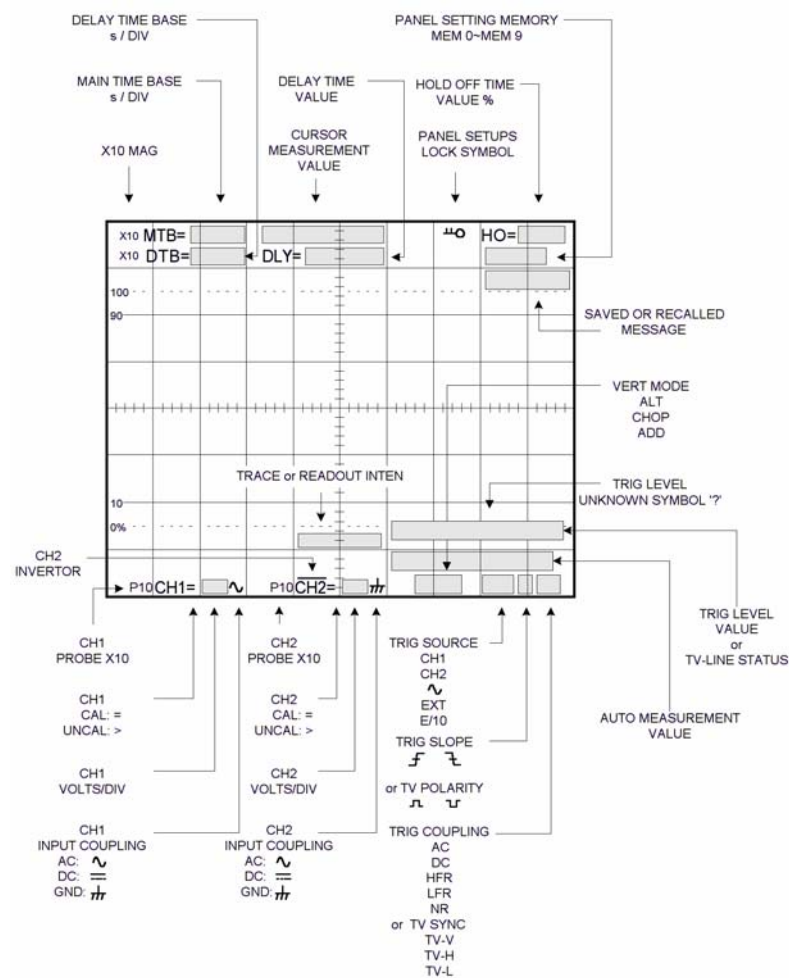 DELAY TIME BASE
s / DIV
PANEL SETTING MEMORY
MEM 0~MEM 9
MAIN TIME BASE
s / DIV
DELAY TIME
VALUE
HOLD OFF TIME
VALUE %
X10 MAG
CURSOR
MEASUREMENT
VALUE
PANEL SETUPS
LOCK SYMBOL
X10 MTB=
HO=
X10 DTB=
DLY=
100
90
SAVED OR RECALLED
MESSAGE
VERT MODE
ALT
CHOP
ADD
TRACE or READOUT INTEN
TRIG LEVEL
UNKNOWN SYMBOL '?'
10
0%
CH2
INVERTOR
P10 CH1=
P10 CH2=
TRIG LEVEL
VALUE
or
TV-LINE STATUS
AUTO MEASUREMENT
VALUE
CH1
PROBE X10
CH1
CAL: =
UNCAL: >
CH1
VOLTS/DIV
CH1
INPUT COUPLING
AC:
DC:
GND:
CH2
PROBE X10
CH2
CAL: =
UNCAL: >
CH2
VOLTS/DIV
CH2
INPUT COUPLING
AC:
DC:
GND:
TRIG SOURCE
CH1
CH2
EXT
E/10
TRIG SLOPE
or TV POLARITY
TRIG COUPLING
AC
DC
HFR
LFR
NR
or TV SYNC
TV-V
TV-H
TV-L